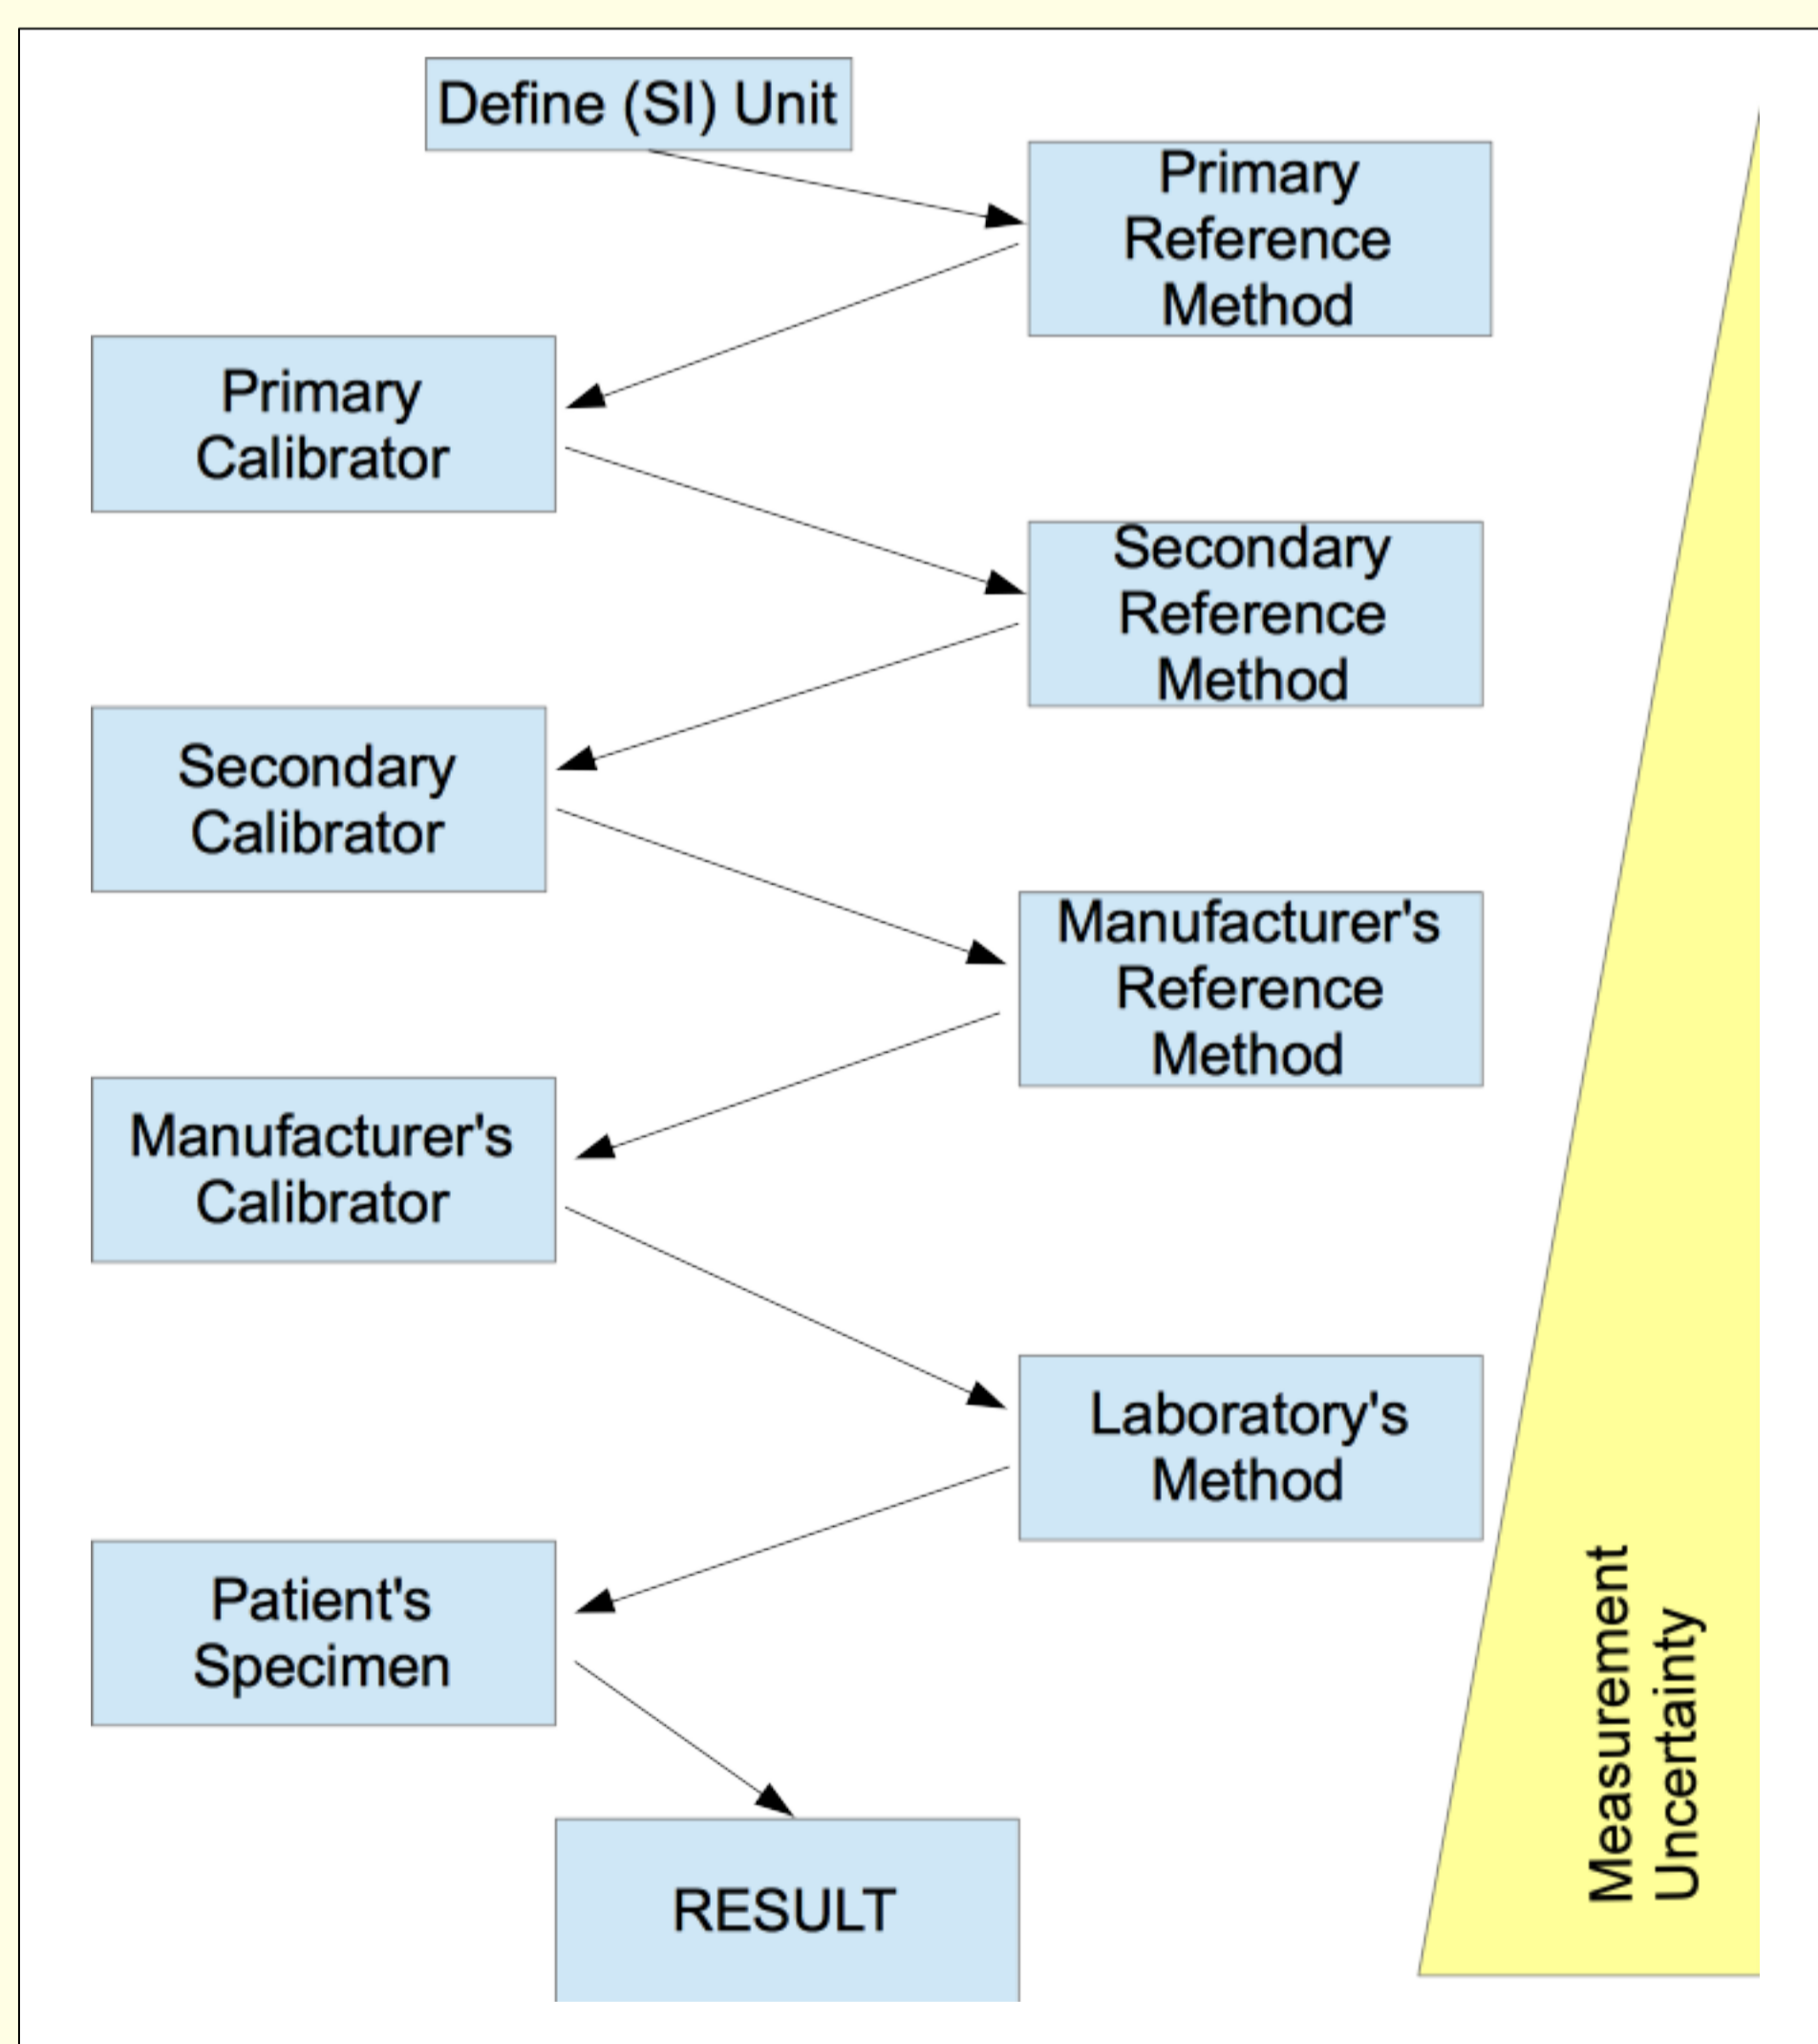 Define (SI) Unit
Primary
Reference
Method
Primary
Calibrator
Secondary
Reference
Method
Secondary
Calibrator
Manufacturer's
Reference
Method
Manufacturer's
Calibrator
Laboratory's
Method
Patient's
Specimen
RESULT
Measurement
Uncertainty